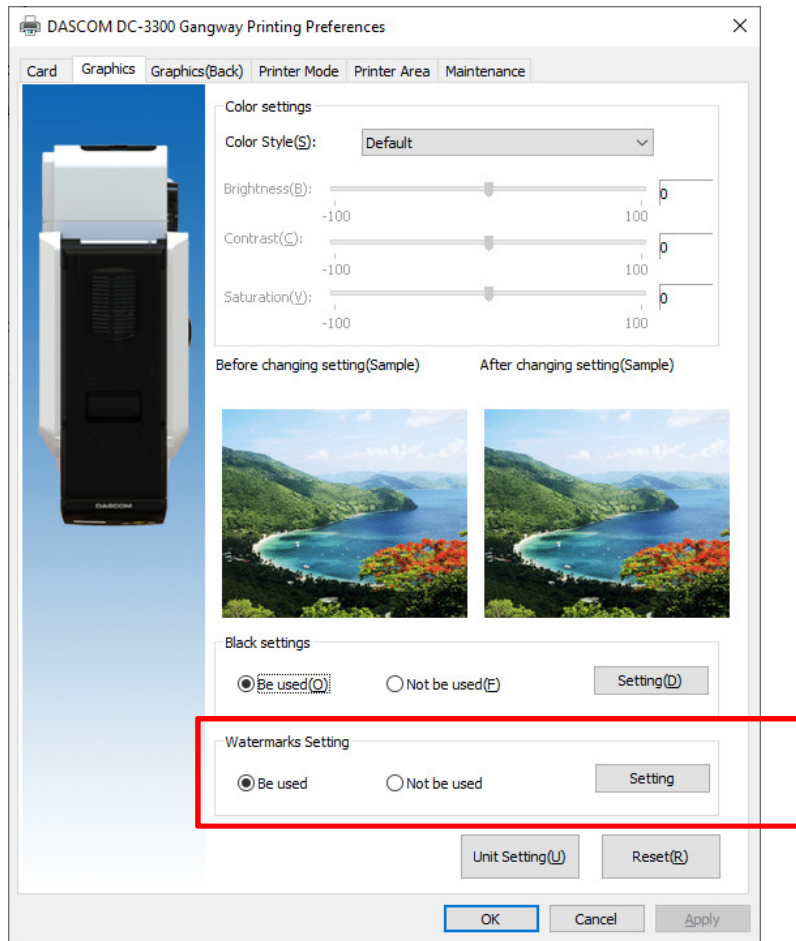 DASCOM DC-3300 Gangway Printing Preferences
Card Graphics Graphics(Back) Printer Mode Printer Area Maintenance
Color settings
Color Style(S): Default
Brightness(B): 0
-100 100
Contrast(C): 0
-100 100
Saturation(V): 0
-100 100
Before changing setting(Sample) After changing setting(Sample)
DASCOM
Black settings
Be used(O) Not be used(F) Setting(D)
Watermarks Setting
Be used Not be used Setting
Unit Setting(U) Reset(R)
OK Cancel Apply